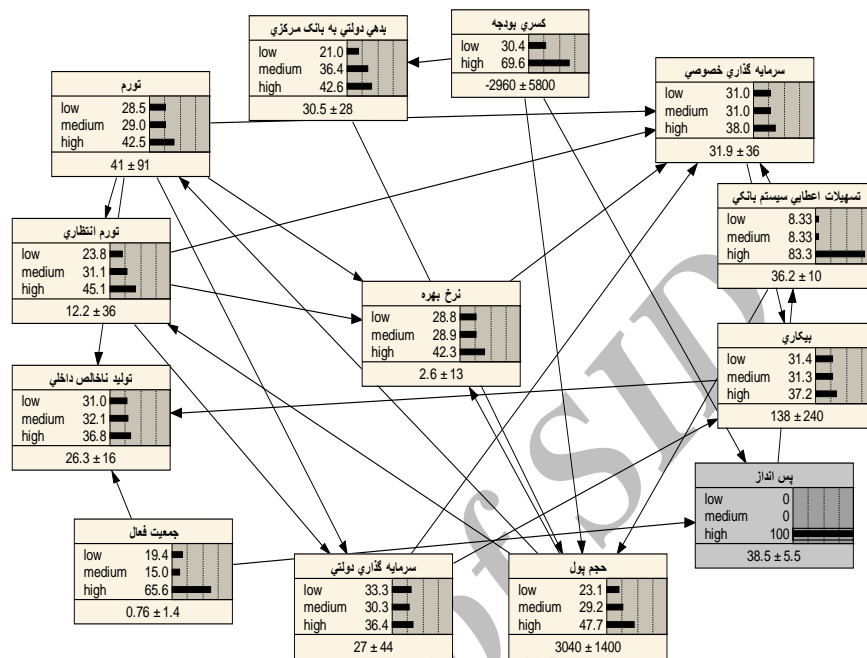 بدهي دولتي به بانک مرکزي
low 21.0
medium 36.4
high 42.6
30.5 ± 28
کسري بودجه
low 30.4
high 69.6
-2960 ± 5800
سرمايه گذاري خصوصي
low 31.0
medium 31.0
high 38.0
31.9 ± 36
تورم
low 28.5
medium 29.0
high 42.5
41 ± 91
تسهيلات اعطايي سيستم بانکي
low 8.33
medium 8.33
high 83.3
36.2 ± 10
تورم انتظاري
low 23.8
medium 31.1
high 45.1
12.2 ± 36
نرخ بهره
low 28.8
medium 28.9
high 42.3
2.6 ± 13
بيکاري
low 31.4
medium 31.3
high 37.2
138 ± 240
توليد ناخالص داخلي
low 31.0
medium 32.1
high 36.8
26.3 ± 16
پس انداز
low 0
medium 0
high 100
38.5 ± 5.5
جمعيت فعال
low 19.4
medium 15.0
high 65.6
0.76 ± 1.4
سرمايه گذاري دولتي
low 33.3
medium 30.3
high 36.4
27 ± 44
حجم پول
low 23.1
medium 29.2
high 47.7
3040 ± 1400
of SID